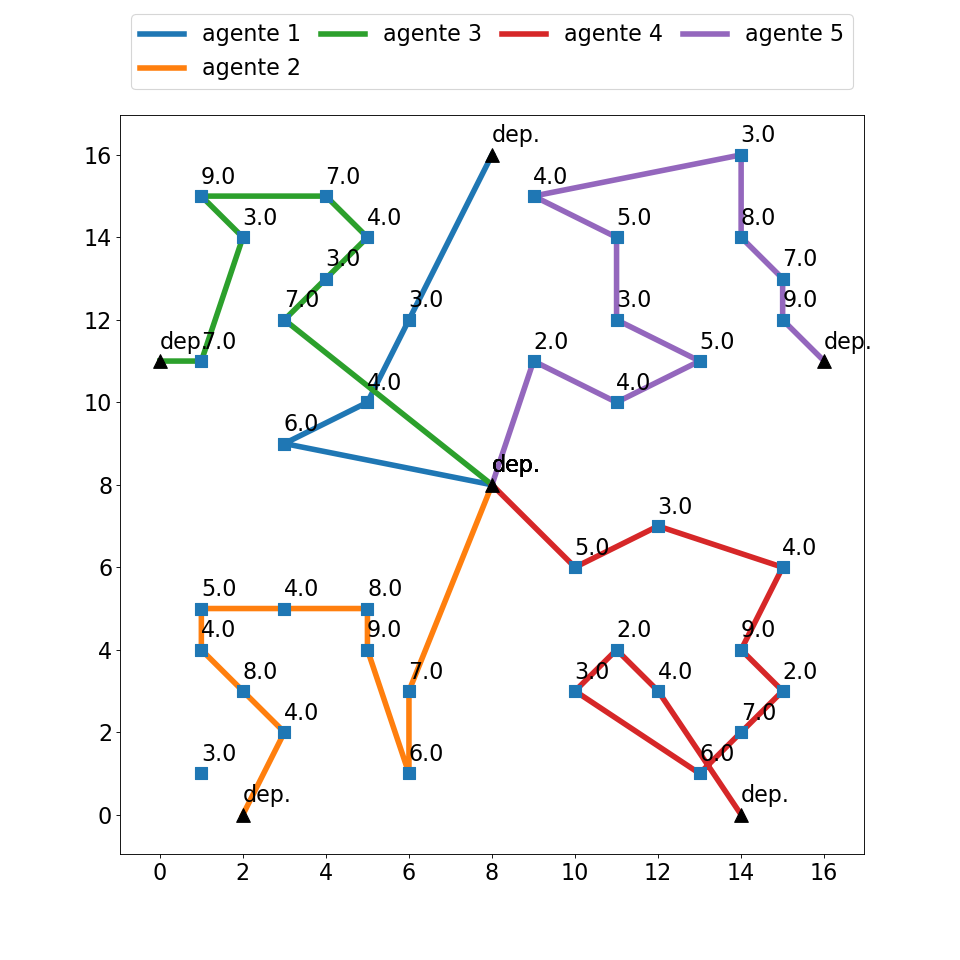 agente 1 agente 3 agente 4 agente 5
agente 2
dep.
3.0
16
9.0 7.0 4.0
3.0 4.0 5.0 8.0
14
3.0 7.0
7.0 3.0 3.0 9.0
12
dep. 7.0 2.0 5.0 dep.
4.0 4.0
10
6.0
dep.
8
3.0
5.0 4.0
6
5.0 4.0 8.0
4.0 9.0 2.0 9.0
4
8.0 7.0 3.0 4.0 2.0
4.0 7.0
2
3.0 6.0 6.0
dep. dep.
0
0 2 4 6 8 10 12 14 16